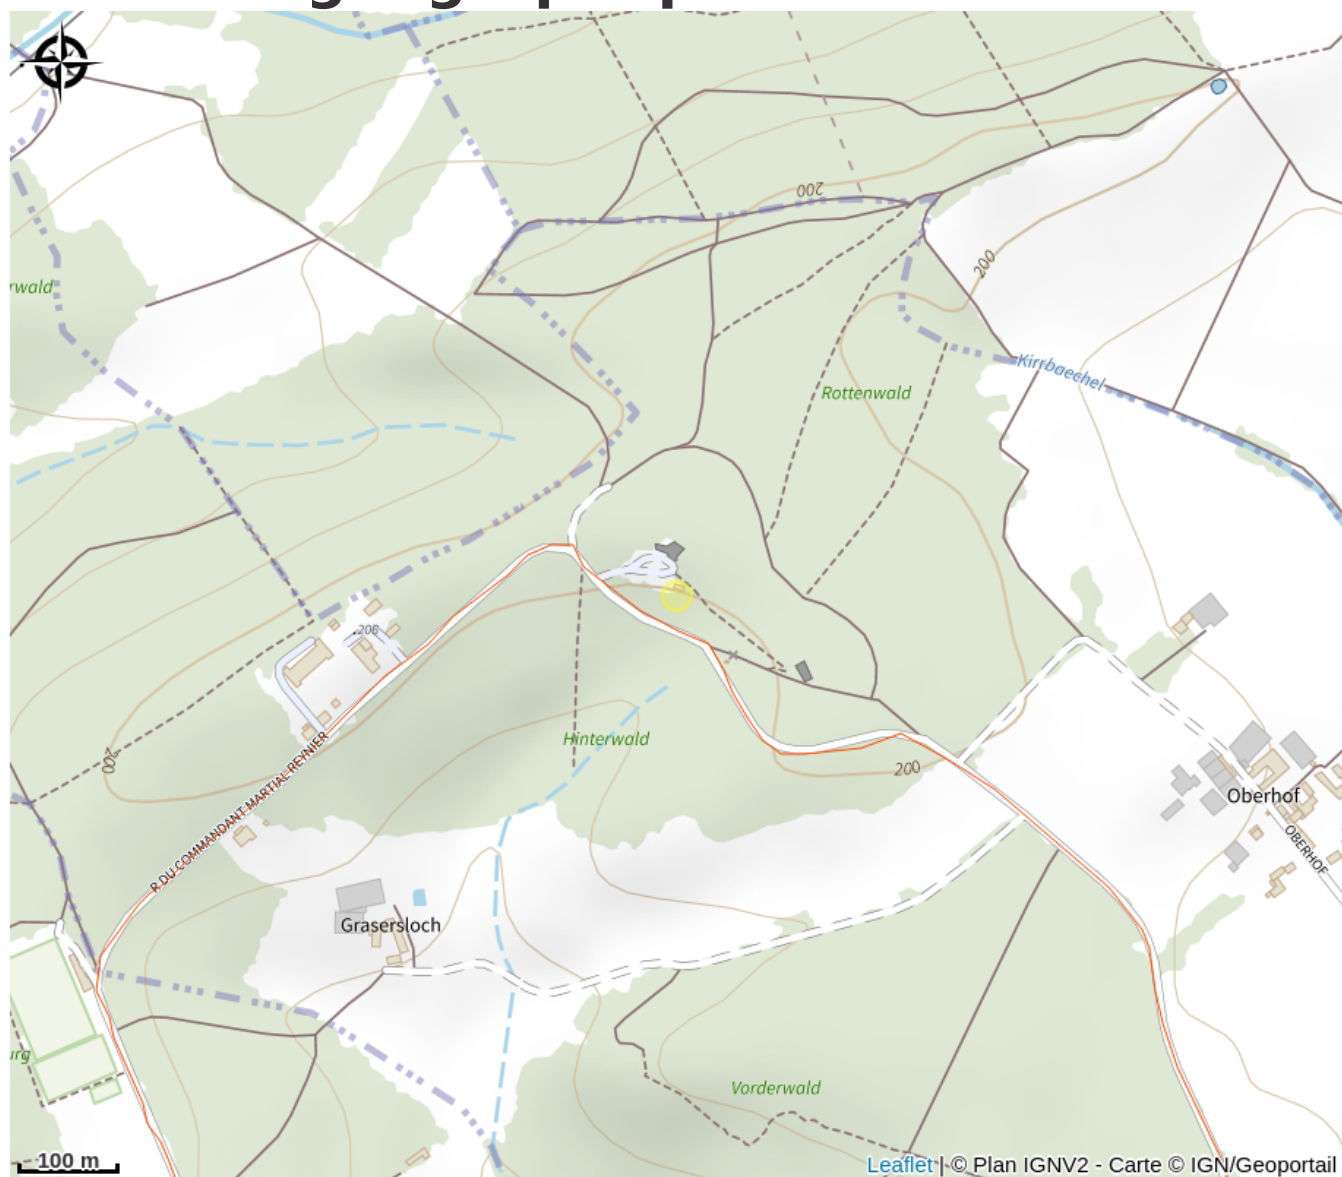 200
200
Kirrbaechel
rwald
Rottenwald
.206
Hinterwald
200
200
R DU COMMANDANT MARTIAL REYNIER
Oberhof
OBERHOF
Grasersloch
urg
Vorderwald
100 m
Leaflet | © Plan IGNV2 - Carte © IGN/Geoportail